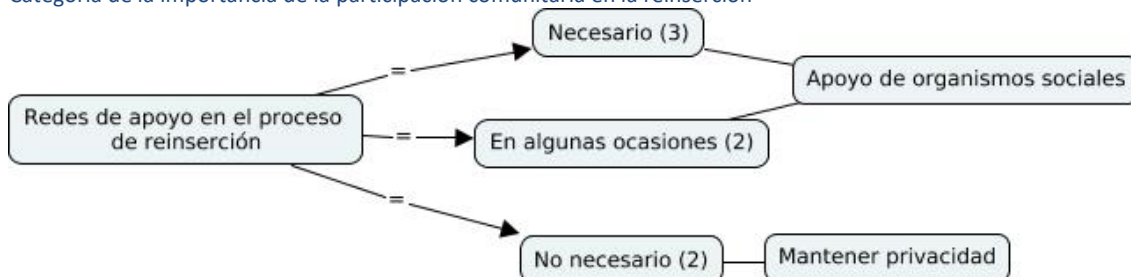 Categoría de la importancia de la participación comunitaria en la reinserción
Necesario (3)
=
Apoyo de organismos sociales
Redes de apoyo en el proceso
de reinserción
=
En algunas ocasiones (2)
=
No necesario (2)
Mantener privacidad